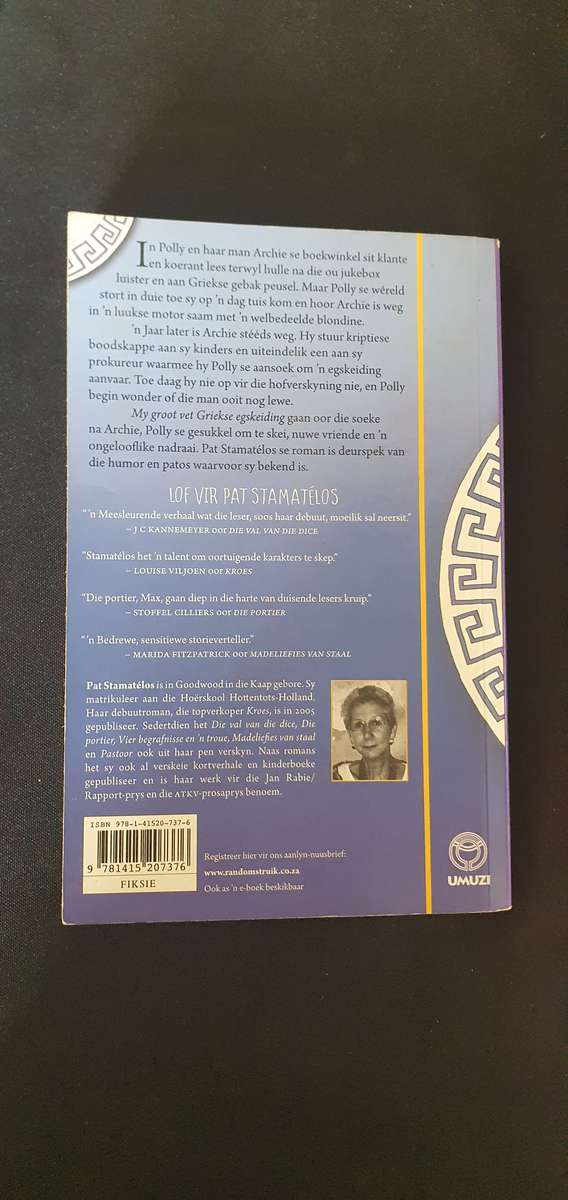 In Polly en haar man Archie se boekwinkel sit klante
en koerant lees terwyl hulle na die ou jukebox
luister en aan Griekse gebak peusel. Maar Polly se wêreld
stort in duie toe sy op 'n dag tuis kom en hoor Archie is weg
in 'n luukse motor saam met 'n welbedeelde blondine.
'n Jaar later is Archie stééds weg. Hy stuur kriptiese
boodskappe aan sy kinders en uiteindelik een aan sy
prokureur waarmee hy Polly se aansoek om 'n egskeiding
aanvaar. Toe daag hy nie op vir die hofverskyning nie, en Polly
begin wonder of die man ooit nog lewe.
My groot vet Griekse egskeiding gaan oor die soeke
na Archie, Polly se gesukkel om te skei, nuwe vriende en 'n
ongelooflike nadraai. Pat Stamatélos se roman is deurspek van
die humor en patos waarvoor sy bekend is.
LOF VIR PAT STAMATÉLOS
"'n Meesleurende verhaal wat die leser, soos haar debuut, moeilik sal neersit."
– J C KANNEMEYER OOR DIE VAL VAN DIE DICE
"Stamatélos het 'n talent om oortuigende karakters te skep."
– LOUISE VILJOEN OOR KROES
"Die portier, Max, gaan diep in die harte van duisende lesers kruip."
– STOFFEL CILLIERS OOR DIE PORTIER
"'n Bedrewe, sensitiewe storieverteller."
– MARIDA FITZPATRICK OOR MADELIEFIES VAN STAAL
Pat Stamatélos is in Goodwood in die Kaap gebore. Sy
matrikuleer aan die Hoërskool Hottentots-Holland.
Haar debuutroman, die topverkoper Kroes, is in 2005
gepubliseer. Sedertdien het Die val van die dice, Die
portier, Vier begrafnisse en 'n troue, Madeliefies van staal
en Pastoor ook uit haar pen verskyn. Naas romans
het sy ook al verskeie kortverhale en kinderboeke
gepubliseer en is haar werk vir die Jan Rabie/
Rapport-prys en die ATKV-prosaprys benoem.
ISBN 978-1-41520-737-6
9 781415 207376
FIKSIE
Registreer hier vir ons aanlyn-nuusbrief:
www.randomstruik.co.za
Ook as 'n e-boek beskikbaar
UMUZI